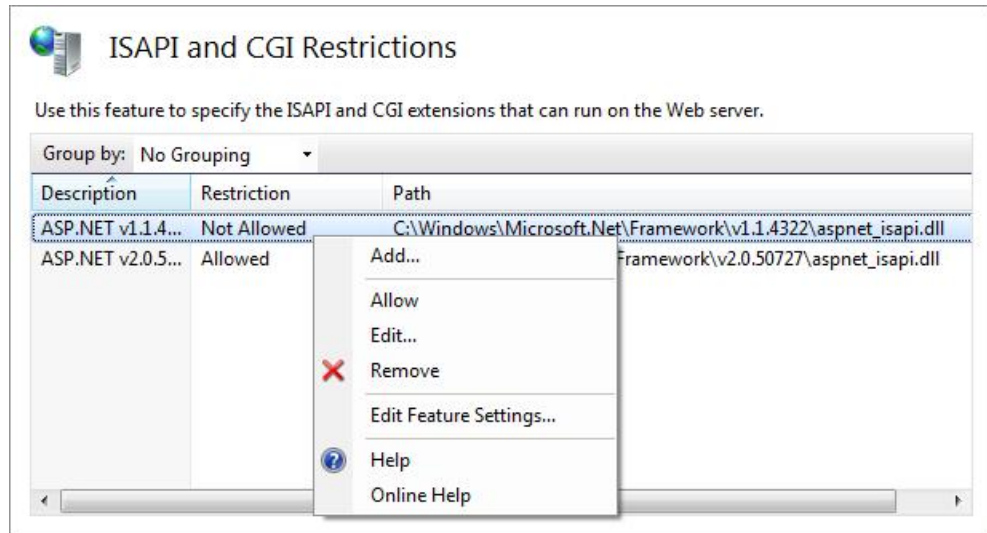 ISAPI and CGI Restrictions
Use this feature to specify the ISAPI and CGI extensions that can run on the Web server.
Group by: No Grouping
Description Restriction Path
ASP.NET v1.1.4... Not Allowed C:\Windows\Microsoft.Net\Framework\v1.1.4322\aspnet_isapi.dll
ASP.NET v2.0.5... Allowed Framework\v2.0.50727\aspnet_isapi.dll
Add...
Allow
Edit...
Remove
Edit Feature Settings...
Help
Online Help